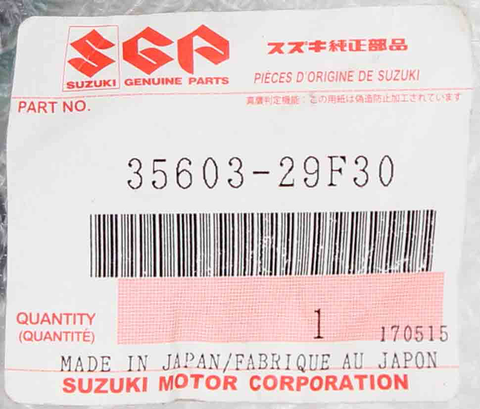 SGP スズキ純正部品
SUZUKI GENUINE PARTS PIÈCES D'ORIGINE DE SUZUKI
PART NO. 真贋判定機能：この用紙は偽造防止加工されています
35603-29F30
QUANTITY
(QUANTITÉ) 1 170515
MADE IN JAPAN/FABRIQUE AU JAPON
SUZUKI MOTOR CORPORATION